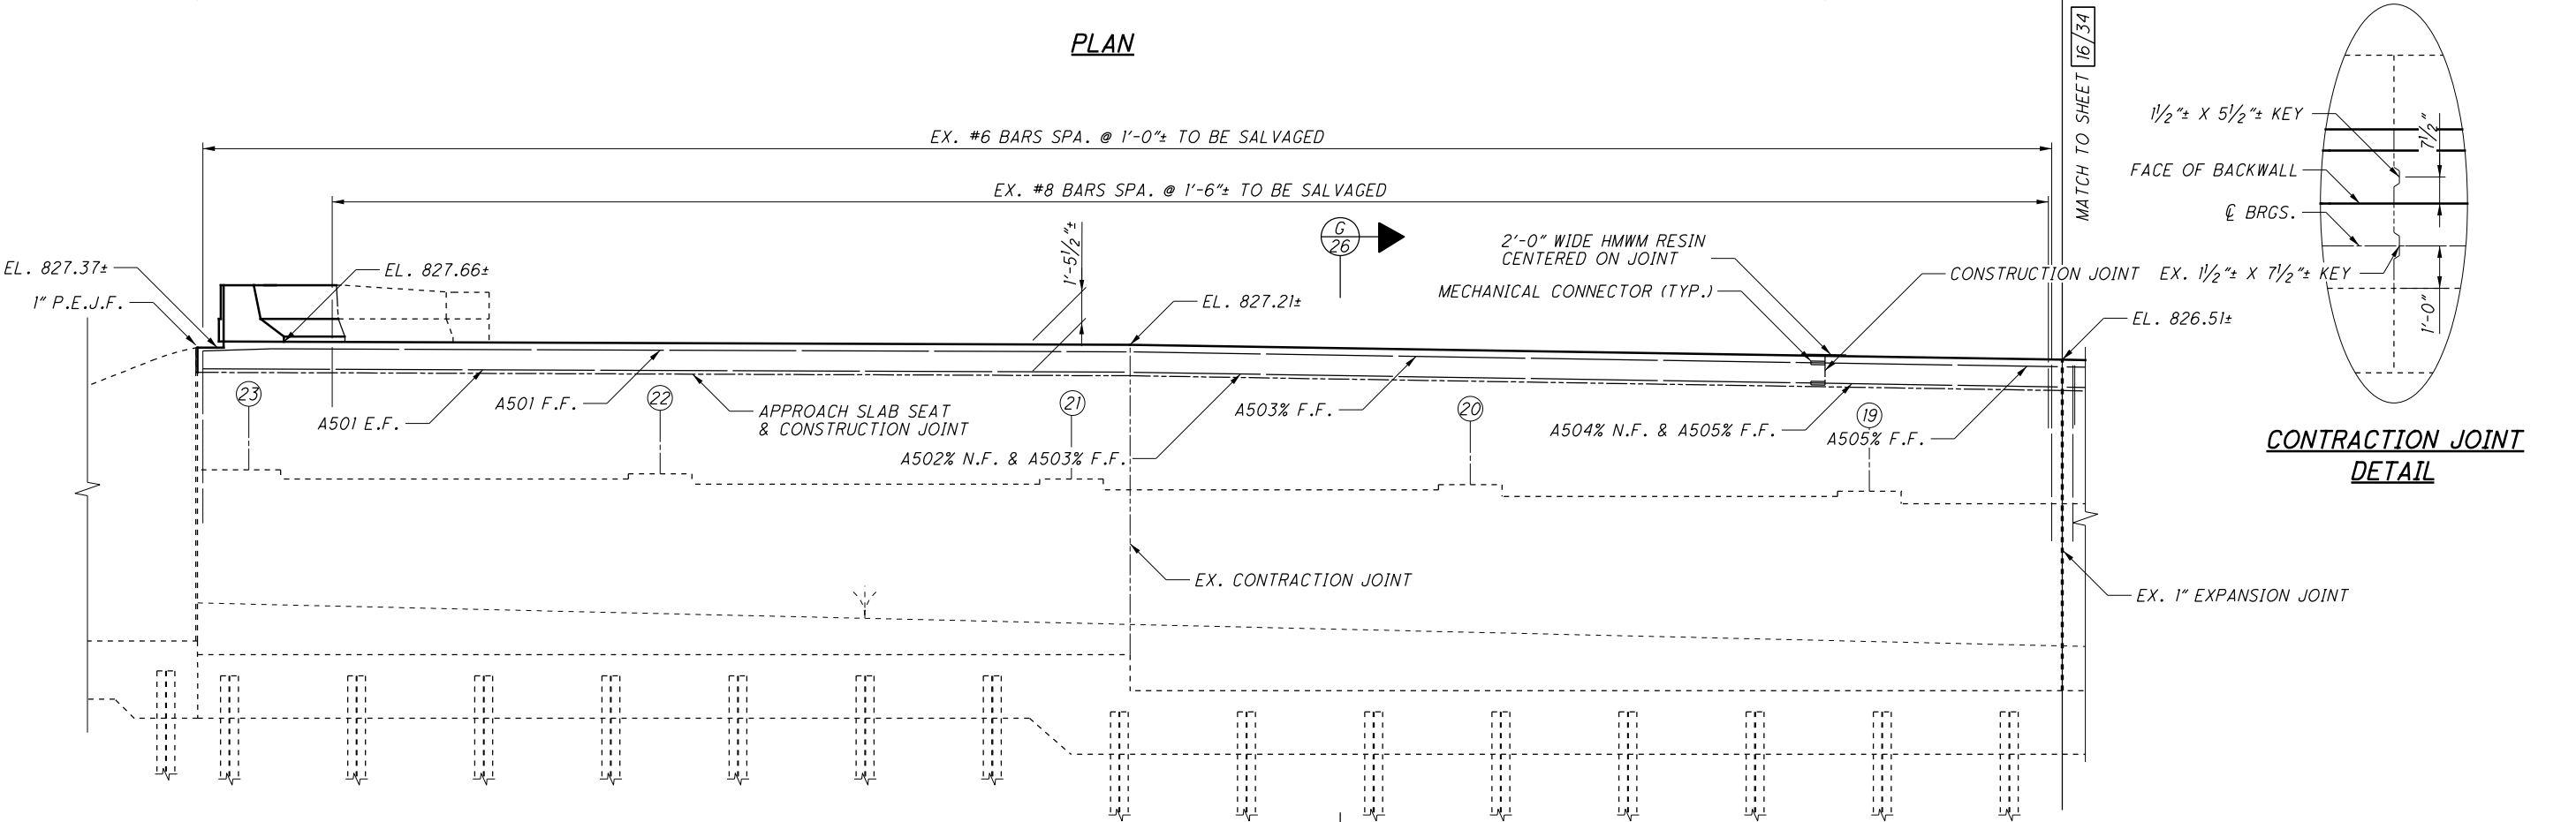 PLAN
MATCH TO SHEET 16/34
EX. #6 BARS SPA. @ 1'-0"± TO BE SALVAGED
EX. #8 BARS SPA. @ 1'-6"± TO BE SALVAGED
1'-5½"±
G
26
2'-0" WIDE HMWM RESIN
CENTERED ON JOINT
CONSTRUCTION JOINT
MECHANICAL CONNECTOR (TYP.)
EL. 827.37±
1" P.E.J.F.
EL. 827.66±
EL. 827.21±
EL. 826.51±
23
22
21
20
19
A501 E.F.
A501 F.F.
APPROACH SLAB SEAT
& CONSTRUCTION JOINT
A502% N.F. & A503% F.F.
A503% F.F.
A504% N.F. & A505% F.F.
A505% F.F.
EX. CONTRACTION JOINT
EX. 1" EXPANSION JOINT
1½"± X 5½"± KEY
7½"
FACE OF BACKWALL
℄ BRGS.
EX. 1½"± X 7½"± KEY
1'-0"
CONTRACTION JOINT
DETAIL